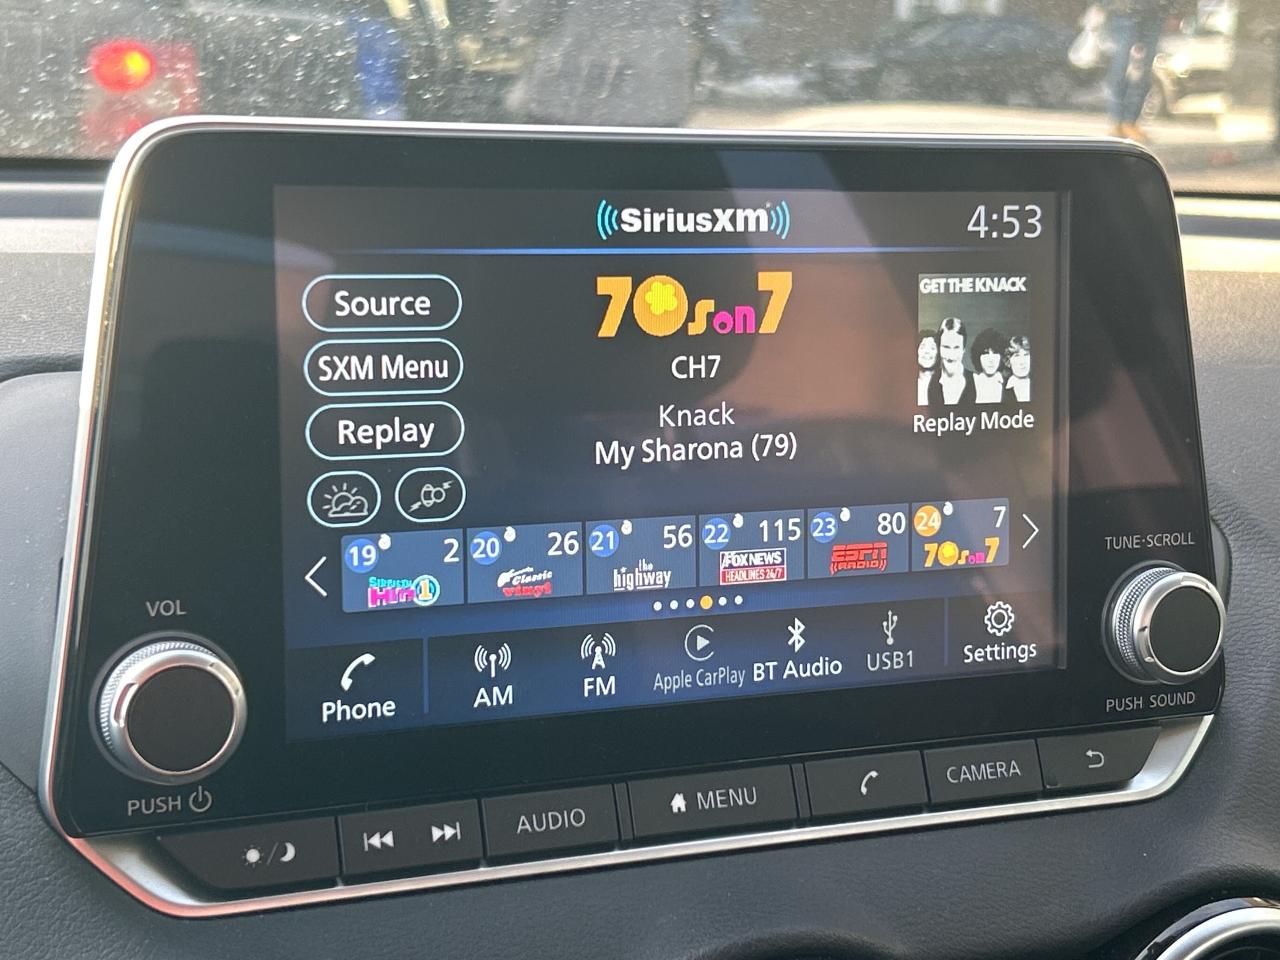 SiriusXM
4:53
Source
SXM Menu
Replay
70s on 7
CH7
Knack
My Sharona (79)
GET THE KNACK
Replay Mode
19 2
SiriusXM Hits 1
20 26
Classic Vinyl
21 56
the highway
22 115
FOX NEWS
HEADLINES 24/7
23 80
ESPN
RADIO
24 7
70s on 7
Phone
AM
FM
Apple CarPlay
BT Audio
USB1
Settings
VOL
PUSH
TUNE·SCROLL
PUSH SOUND
AUDIO
MENU
CAMERA